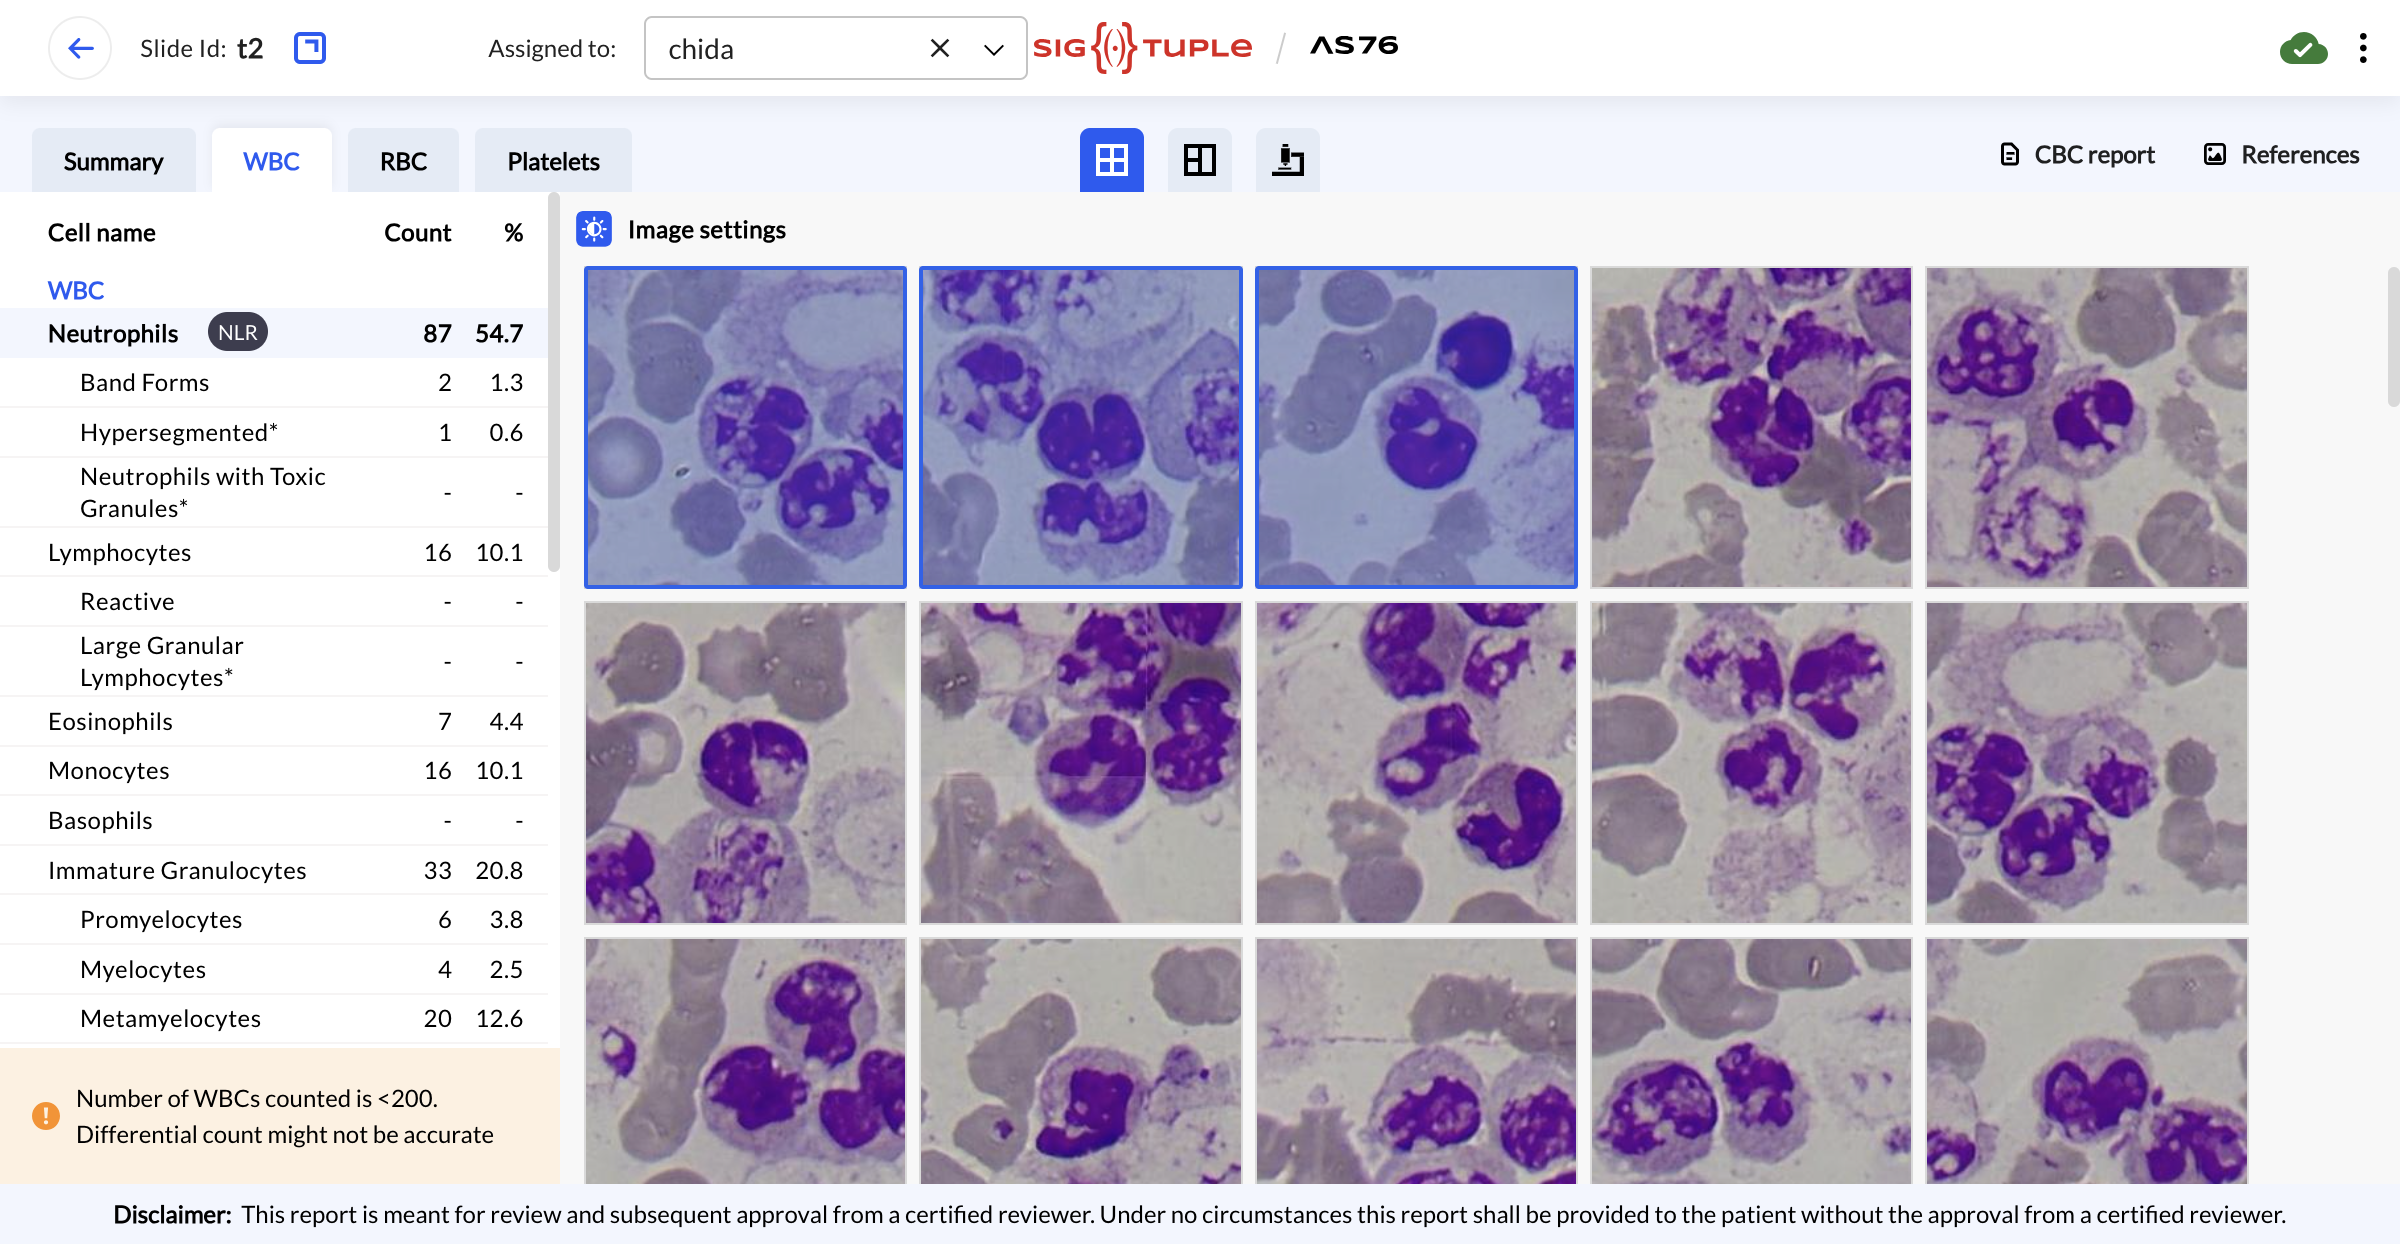 Slide Id: t2
Assigned to: chida
SIG TUPLE / AS76
Summary WBC RBC Platelets
CBC report References
Cell name Count %
WBC
Neutrophils NLR 87 54.7
Band Forms 2 1.3
Hypersegmented* 1 0.6
Neutrophils with Toxic
Granules* - -
Lymphocytes 16 10.1
Reactive - -
Large Granular
Lymphocytes* - -
Eosinophils 7 4.4
Monocytes 16 10.1
Basophils - -
Immature Granulocytes 33 20.8
Promyelocytes 6 3.8
Myelocytes 4 2.5
Metamyelocytes 20 12.6
Number of WBCs counted is <200.
Differential count might not be accurate
Image settings
Disclaimer: This report is meant for review and subsequent approval from a certified reviewer. Under no circumstances this report shall be provided to the patient without the approval from a certified reviewer.